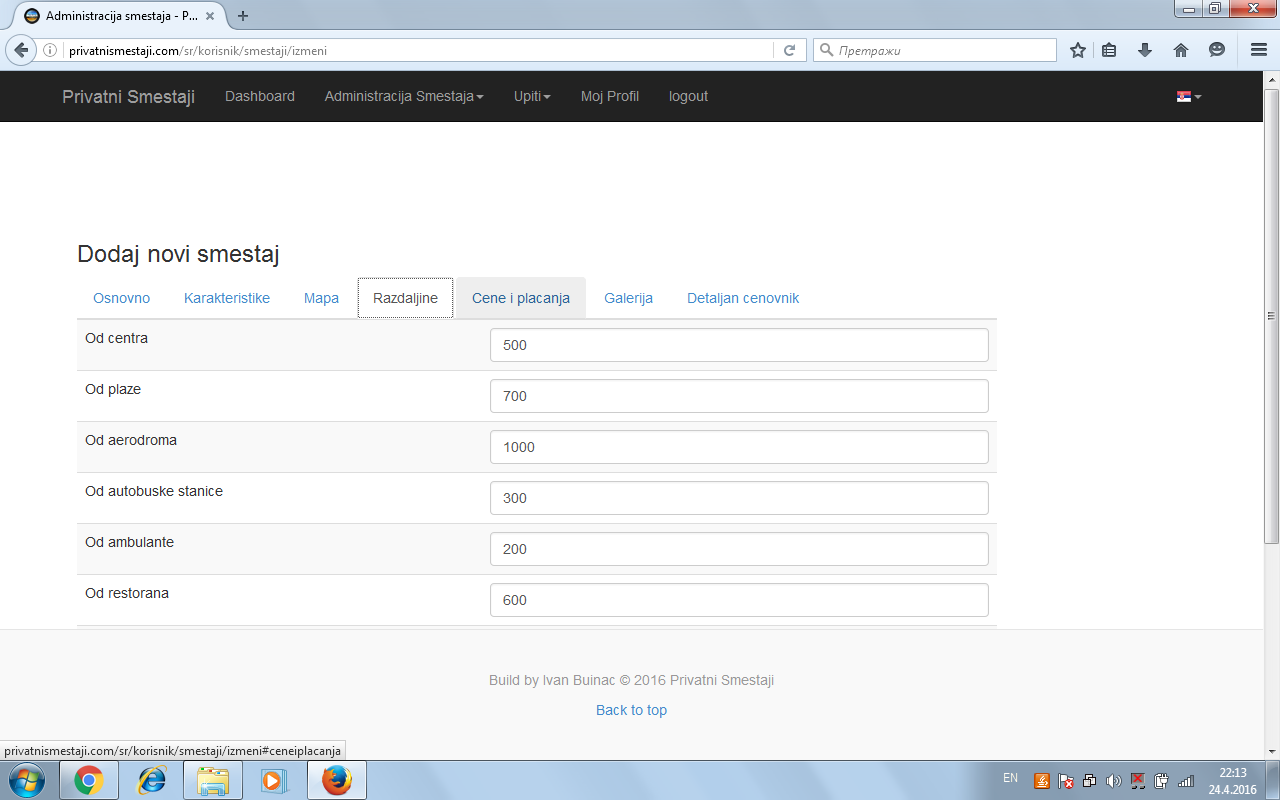 Administracija smestaja - P...
privatnismestaji.com/sr/korisnik/smestaji/izmeni
Претражи
Privatni Smestaji Dashboard Administracija Smestaja Upiti Moj Profil logout
Dodaj novi smestaj
Osnovno Karakteristike Mapa Razdaljine Cene i placanja Galerija Detaljan cenovnik
Od centra 500
Od plaze 700
Od aerodroma 1000
Od autobuske stanice 300
Od ambulante 200
Od restorana 600
Build by Ivan Buinac © 2016 Privatni Smestaji
Back to top
privatnismestaji.com/sr/korisnik/smestaji/izmeni#ceneiplacanja
EN
22:13
24.4.2016